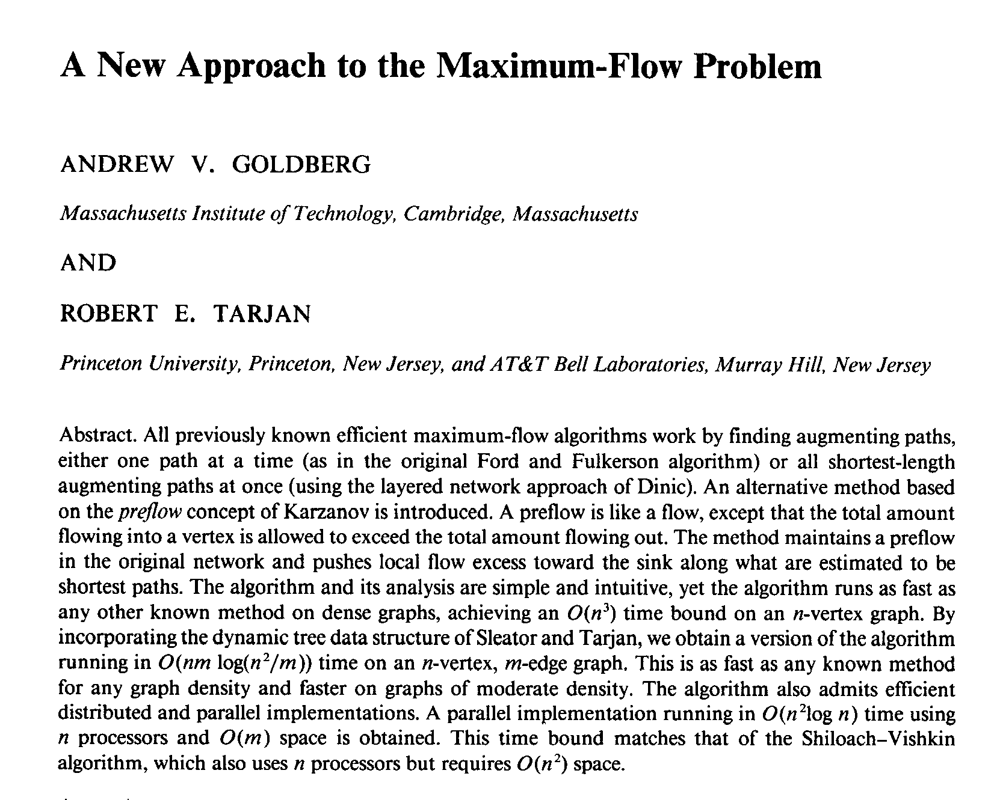 A New Approach to the Maximum-Flow Problem
ANDREW V. GOLDBERG
Massachusetts Institute of Technology, Cambridge, Massachusetts
AND
ROBERT E. TARJAN
Princeton University, Princeton, New Jersey, and AT&T Bell Laboratories, Murray Hill, New Jersey
Abstract. All previously known efficient maximum-flow algorithms work by finding augmenting paths,
either one path at a time (as in the original Ford and Fulkerson algorithm) or all shortest-length
augmenting paths at once (using the layered network approach of Dinic). An alternative method based
on the preflow concept of Karzanov is introduced. A preflow is like a flow, except that the total amount
flowing into a vertex is allowed to exceed the total amount flowing out. The method maintains a preflow
in the original network and pushes local flow excess toward the sink along what are estimated to be
shortest paths. The algorithm and its analysis are simple and intuitive, yet the algorithm runs as fast as
any other known method on dense graphs, achieving an O(n³) time bound on an n-vertex graph. By
incorporating the dynamic tree data structure of Sleator and Tarjan, we obtain a version of the algorithm
running in O(nm log(n²/m)) time on an n-vertex, m-edge graph. This is as fast as any known method
for any graph density and faster on graphs of moderate density. The algorithm also admits efficient
distributed and parallel implementations. A parallel implementation running in O(n²log n) time using
n processors and O(m) space is obtained. This time bound matches that of the Shiloach–Vishkin
algorithm, which also uses n processors but requires O(n²) space.